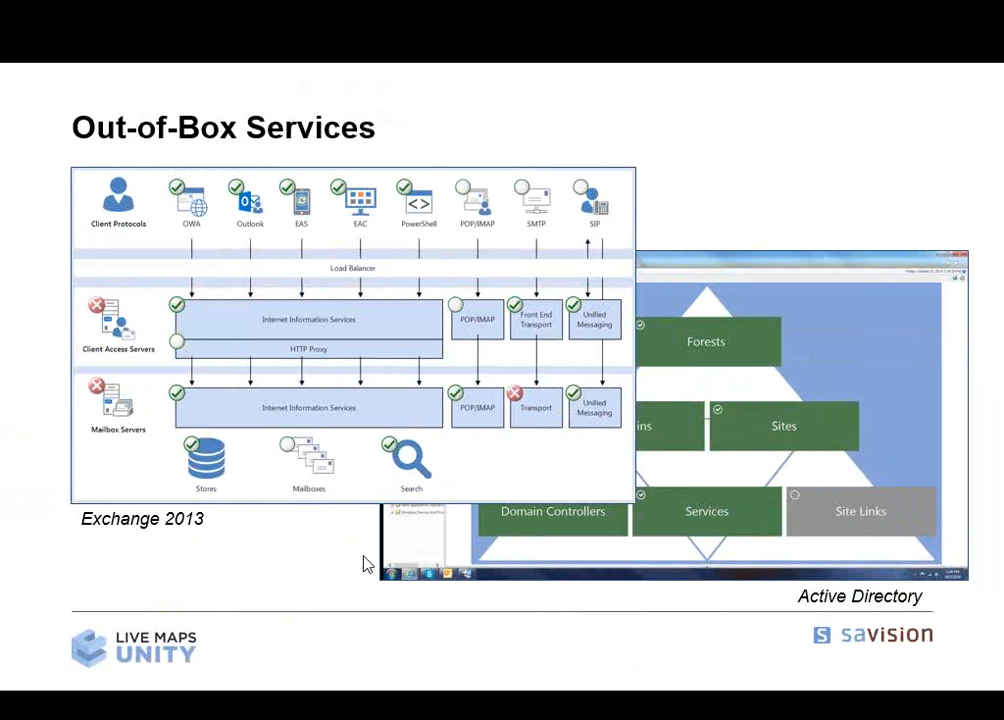 Out-of-Box Services
Client Protocols
OWA
Outlook
EAS
EAC
PowerShell
POP/IMAP
SMTP
SIP
Load Balancer
Client Access Servers
Internet Information Services
HTTP Proxy
POP/IMAP
Front End
Transport
Unified
Messaging
Mailbox Servers
Internet Information Services
POP/IMAP
Transport
Unified
Messaging
Stores
Mailboxes
Search
Forests
ins
Sites
Domain Controllers
Services
Site Links
Exchange 2013
Active Directory
LIVE MAPS
UNITY
S savision